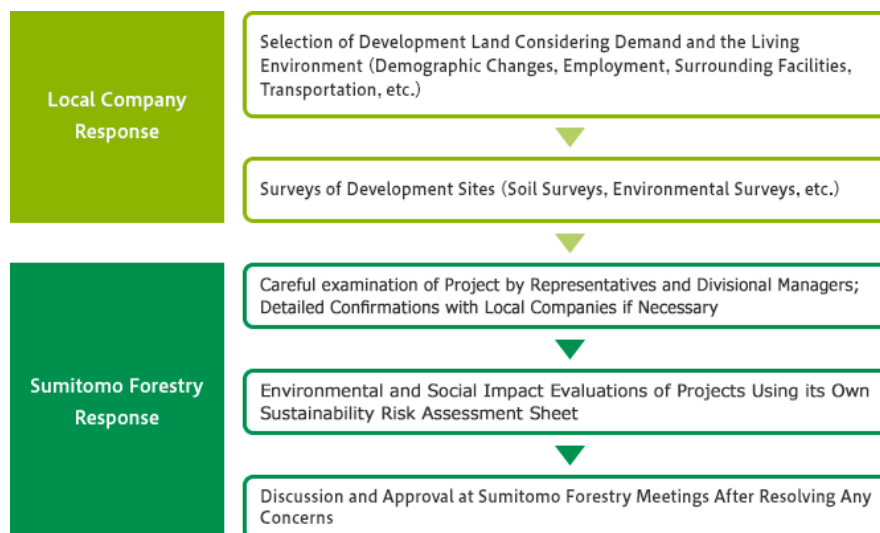 Local Company
Response
Selection of Development Land Considering Demand and the Living
Environment (Demographic Changes, Employment, Surrounding Facilities,
Transportation, etc.)
Surveys of Development Sites (Soil Surveys, Environmental Surveys, etc.)
Sumitomo Forestry
Response
Careful examination of Project by Representatives and Divisional Managers;
Detailed Confirmations with Local Companies if Necessary
Environmental and Social Impact Evaluations of Projects Using its Own
Sustainability Risk Assessment Sheet
Discussion and Approval at Sumitomo Forestry Meetings After Resolving Any
Concerns